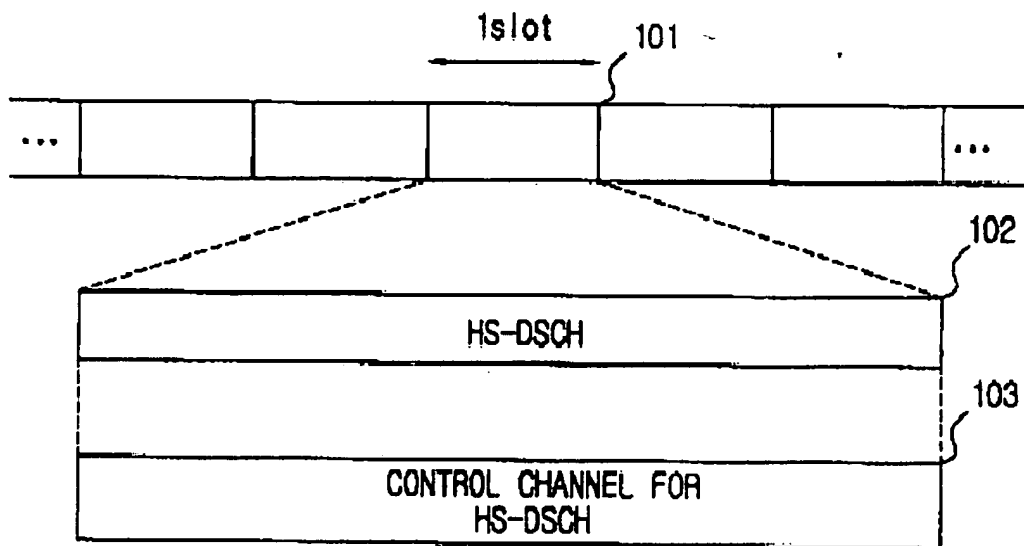 1slot
101
...
...
102
HS-DSCH
103
CONTROL CHANNEL FOR
HS-DSCH